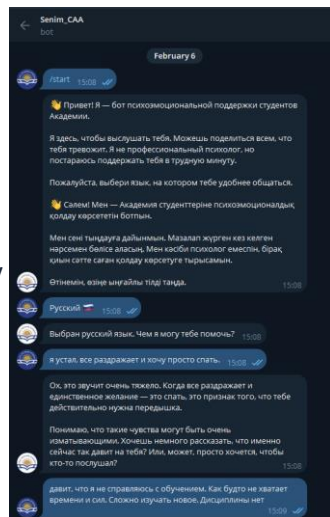 Senim_CAA
bot
February 6
/start 15:08
👋 Привет! Я — бот психоэмоциональной поддержки студентов
Академии.
Я здесь, чтобы выслушать тебя. Можешь поделиться всем, что
тебя тревожит. Я не профессиональный психолог, но
постараюсь поддержать тебя в трудную минуту.
Пожалуйста, выбери язык, на котором тебе удобнее общаться.
👋 Сәлем! Мен — Академия студенттеріне психоэмоционалдық
қолдау көрсететін ботпын.
Мен сені тыңдауға дайынмын. Мазалап жүрген кез келген
нәрсемен бөлісе аласың. Мен кәсіби психолог емеспін, бірақ
қиын сәтте саған қолдау көрсетуге тырысамын.
Өтінемін, өзіңе ыңғайлы тілді таңда.
15:08
Русский 🇷🇺 15:08
Выбран русский язык. Чем я могу тебе помочь? 15:08
я устал, все раздражает и хочу просто спать. 15:08
Ох, это звучит очень тяжело. Когда все раздражает и
единственное желание — это спать, это признак того, что тебе
действительно нужна передышка.
Понимаю, что такие чувства могут быть очень
изматывающими. Хочешь немного рассказать, что именно
сейчас так давит на тебя? Или, может, просто хочется, чтобы
кто-то послушал?
15:08
давит, что я не справляюсь с обучением. Как будто не хватает
времени и сил. Сложно изучать новое. Дисциплины нет
15:09